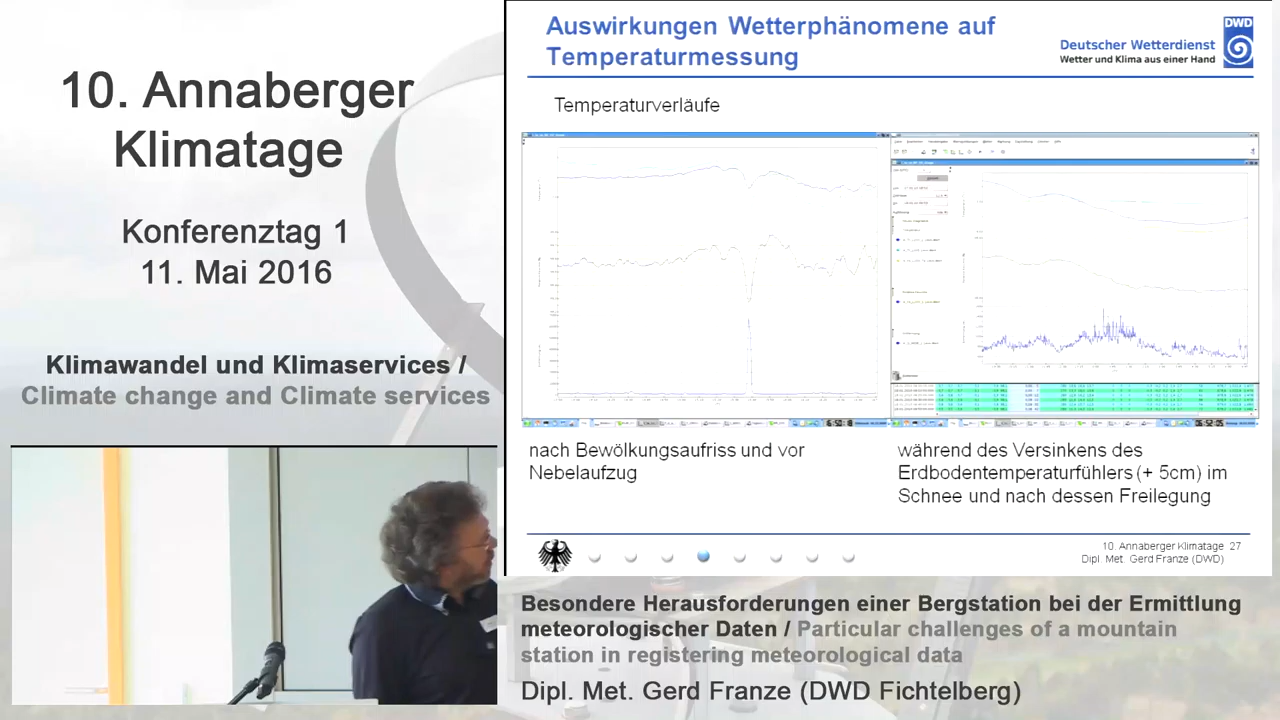 10. Annaberger
Klimatage
Konferenztag 1
11. Mai 2016
Klimawandel und Klimaservices /
Climate change and Climate services
Auswirkungen Wetterphänomene auf
Temperaturmessung
DWD
Deutscher Wetterdienst
Wetter und Klima aus einer Hand
Temperaturverläufe
nach Bewölkungsaufriss und vor
Nebelaufzug
während des Versinkens des
Erdbodentemperaturfühlers (+ 5cm) im
Schnee und nach dessen Freilegung
10. Annaberger Klimatage 27
Dipl. Met. Gerd Franze (DWD)
Besondere Herausforderungen einer Bergstation bei der Ermittlung
meteorologischer Daten / Particular challenges of a mountain
station in registering meteorological data
Dipl. Met. Gerd Franze (DWD Fichtelberg)